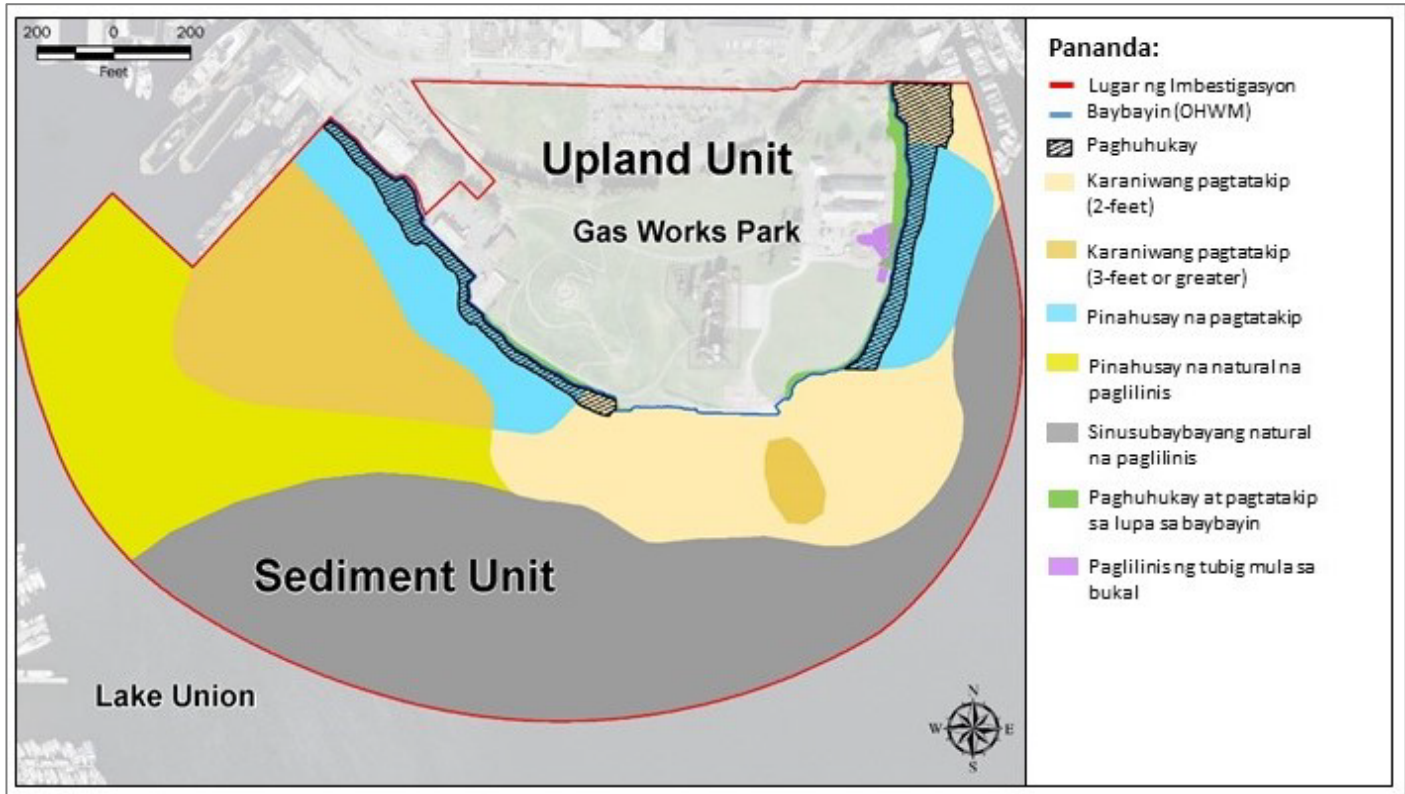 200 0 200
Feet
Upland Unit
Gas Works Park
Sediment Unit
Lake Union
N
W E
S
Pananda:
Lugar ng Imbestigasyon
Baybayin (OHWM)
Paghuhukay
Karaniwang pagtatakip
(2-feet)
Karaniwang pagtatakip
(3-feet or greater)
Pinahusay na pagtatakip
Pinahusay na natural na
paglilinis
Sinusubaybayang natural
na paglilinis
Paghuhukay at pagtatakip
sa lupa sa baybayin
Paglilinis ng tubig mula sa
bukal